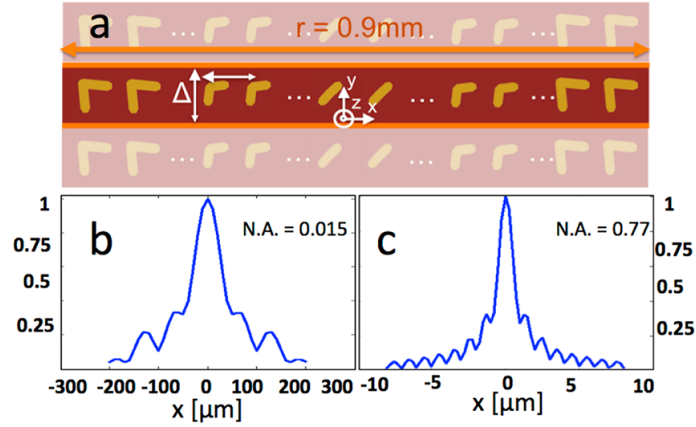 a
r = 0.9mm
Δ
y
z x
b
N.A. = 0.015
1
0.75
0.5
0.25
-300 -200 -100 0 100 200 300
x [µm]
c
N.A. = 0.77
1
0.75
0.5
0.25
-10 -5 0 5 10
x [µm]